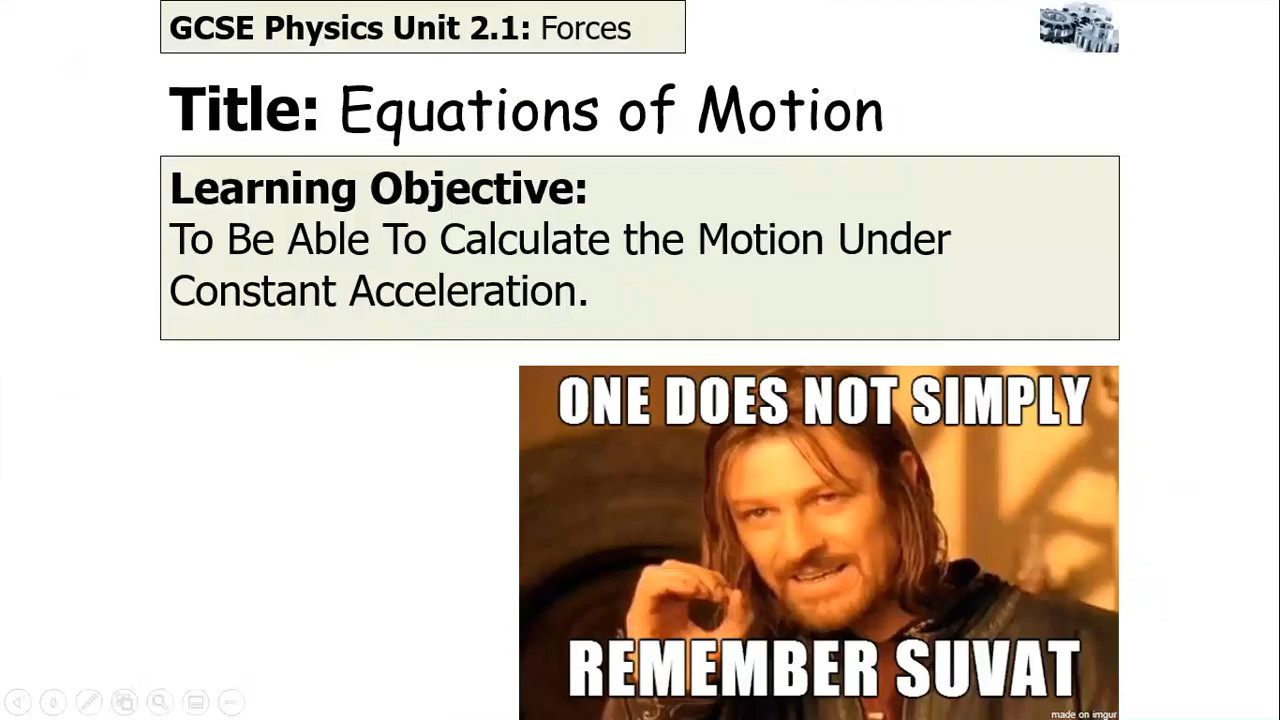 GCSE Physics Unit 2.1: Forces
Title: Equations of Motion
Learning Objective:
To Be Able To Calculate the Motion Under
Constant Acceleration.
ONE DOES NOT SIMPLY
REMEMBER SUVAT
made on imgur